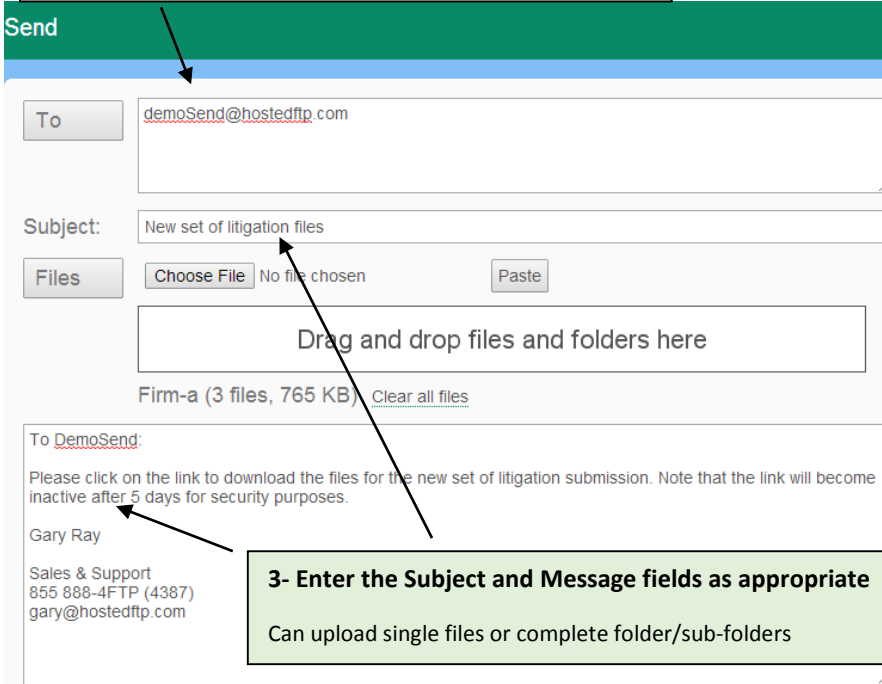 Send
To
demoSend@hostedftp.com
Subject:
New set of litigation files
Files
Choose File No file chosen
Paste
Drag and drop files and folders here
Firm-a (3 files, 765 KB) Clear all files
To DemoSend:
Please click on the link to download the files for the new set of litigation submission. Note that the link will become
inactive after 5 days for security purposes.
Gary Ray
Sales & Support
855 888-4FTP (4387)
gary@hostedftp.com
3- Enter the Subject and Message fields as appropriate
Can upload single files or complete folder/sub-folders